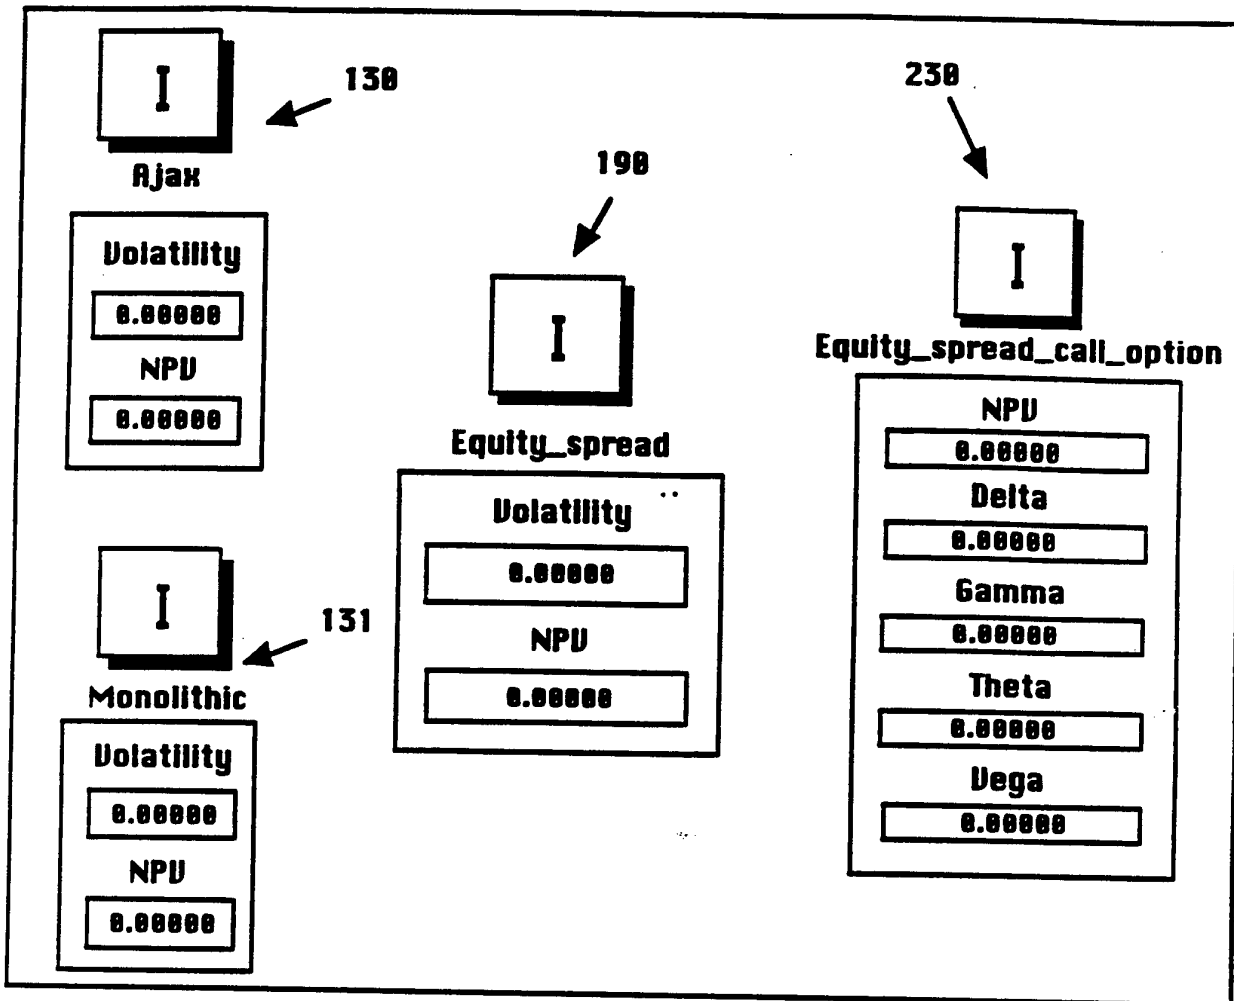 I
130
Ajax
Volatility
0.00000
NPV
0.00000
I
131
Monolithic
Volatility
0.00000
NPV
0.00000
190
I
Equity_spread
Volatility
0.00000
NPV
0.00000
230
I
Equity_spread_call_option
NPV
0.00000
Delta
0.00000
Gamma
0.00000
Theta
0.00000
Vega
0.00000